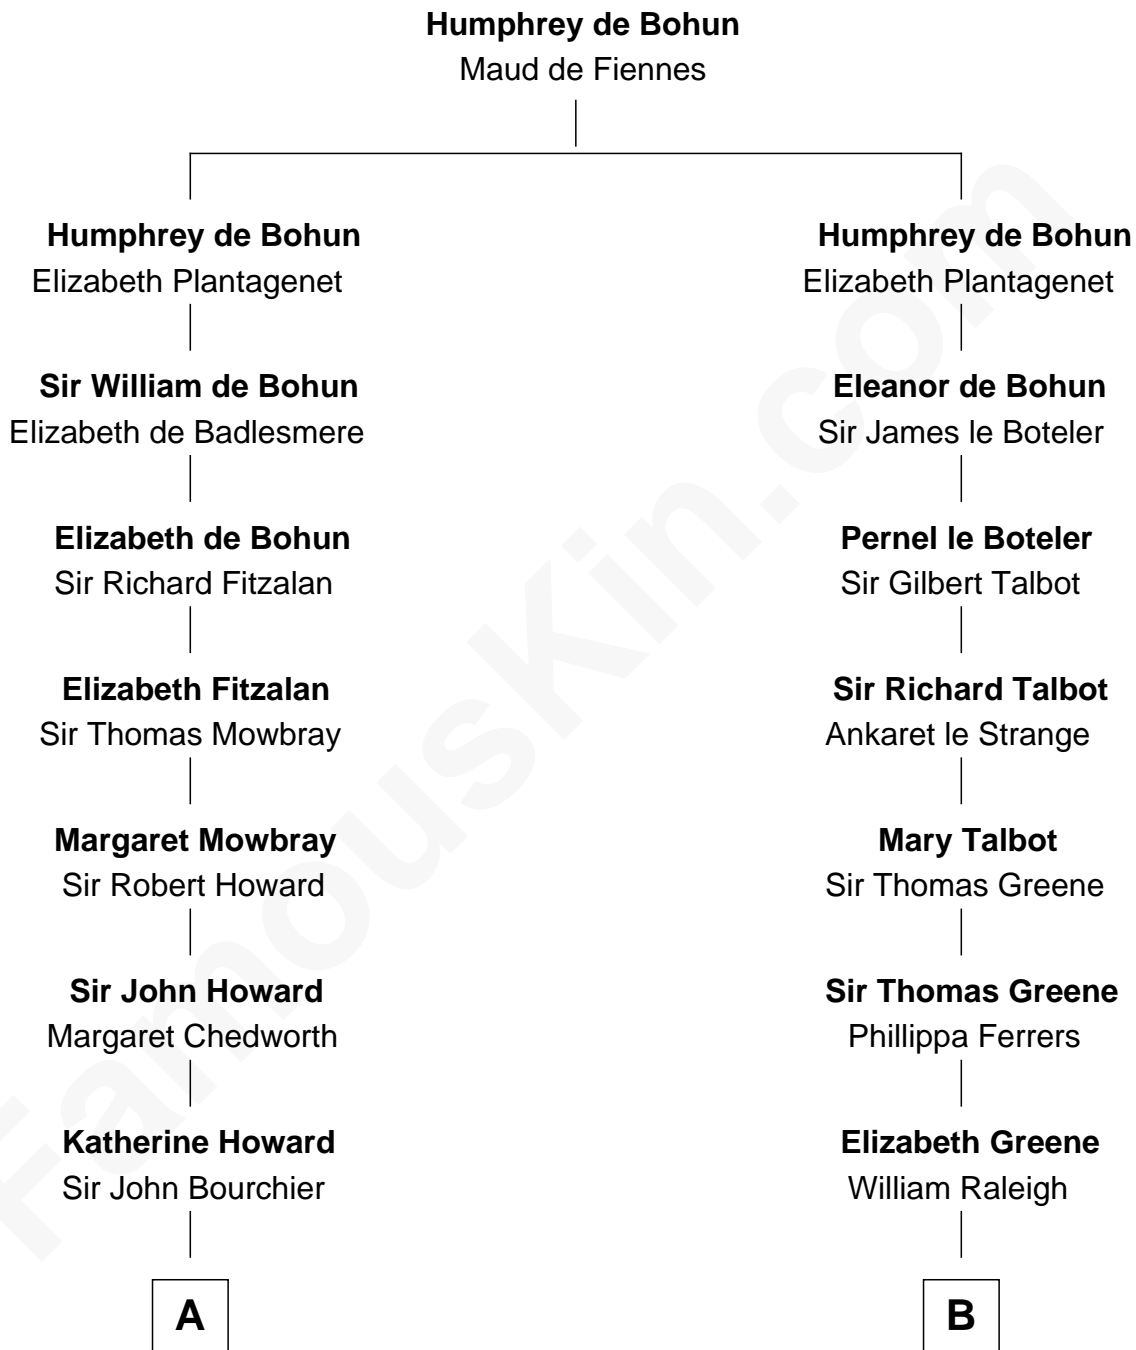 Humphrey de Bohun
Maud de Fiennes
Humphrey de Bohun
Elizabeth Plantagenet
Sir William de Bohun
Elizabeth de Badlesmere
Elizabeth de Bohun
Sir Richard Fitzalan
Elizabeth Fitzalan
Sir Thomas Mowbray
Margaret Mowbray
Sir Robert Howard
Sir John Howard
Margaret Chedworth
Katherine Howard
Sir John Bourchier
A
Humphrey de Bohun
Elizabeth Plantagenet
Eleanor de Bohun
Sir James le Boteler
Pernel le Boteler
Sir Gilbert Talbot
Sir Richard Talbot
Ankaret le Strange
Mary Talbot
Sir Thomas Greene
Sir Thomas Greene
Phillippa Ferrers
Elizabeth Greene
William Raleigh
B
FamousKin.com